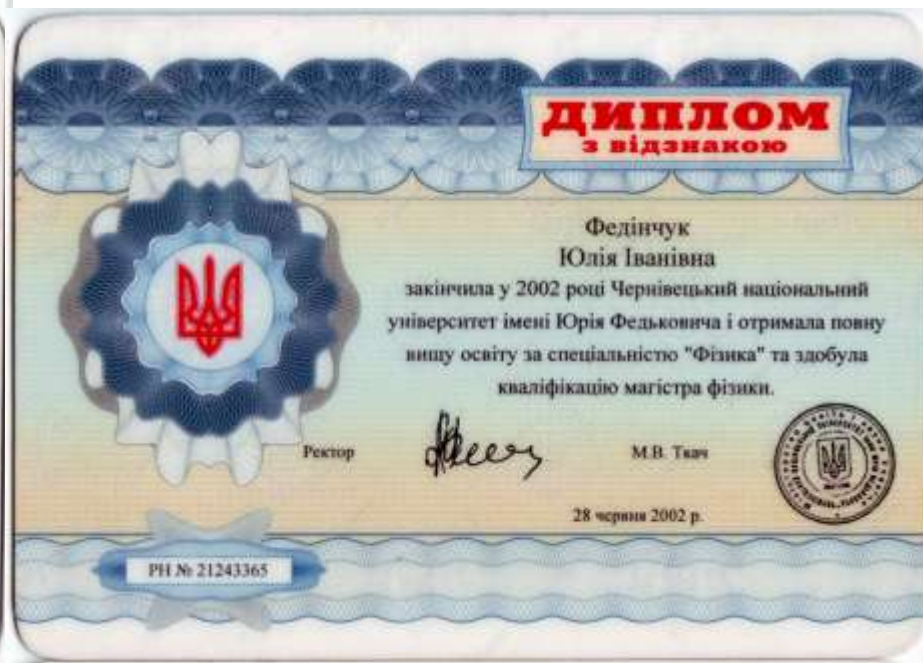 ДИПЛОМ
з відзнакою
Федінчук
Юлія Іванівна
закінчила у 2002 році Чернівецький національний
університет імені Юрія Федьковича і отримала повну
вищу освіту за спеціальністю "Фізика" та здобула
кваліфікацію магістра фізики.
Ректор М.В. Ткач
28 червня 2002 р.
РН № 21243365